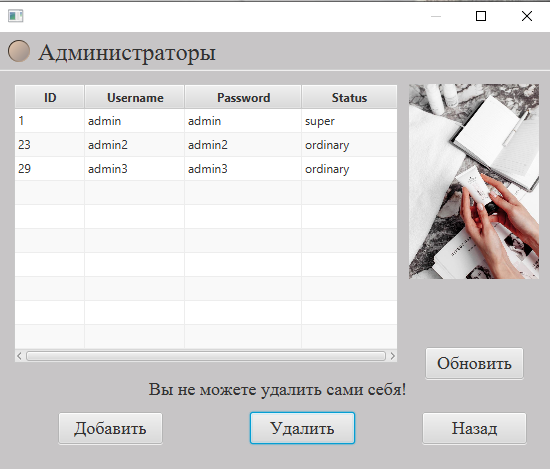 Администраторы
ID Username Password Status
1 admin admin super
23 admin2 admin2 ordinary
29 admin3 admin3 ordinary
Обновить
Вы не можете удалить сами себя!
Добавить Удалить Назад